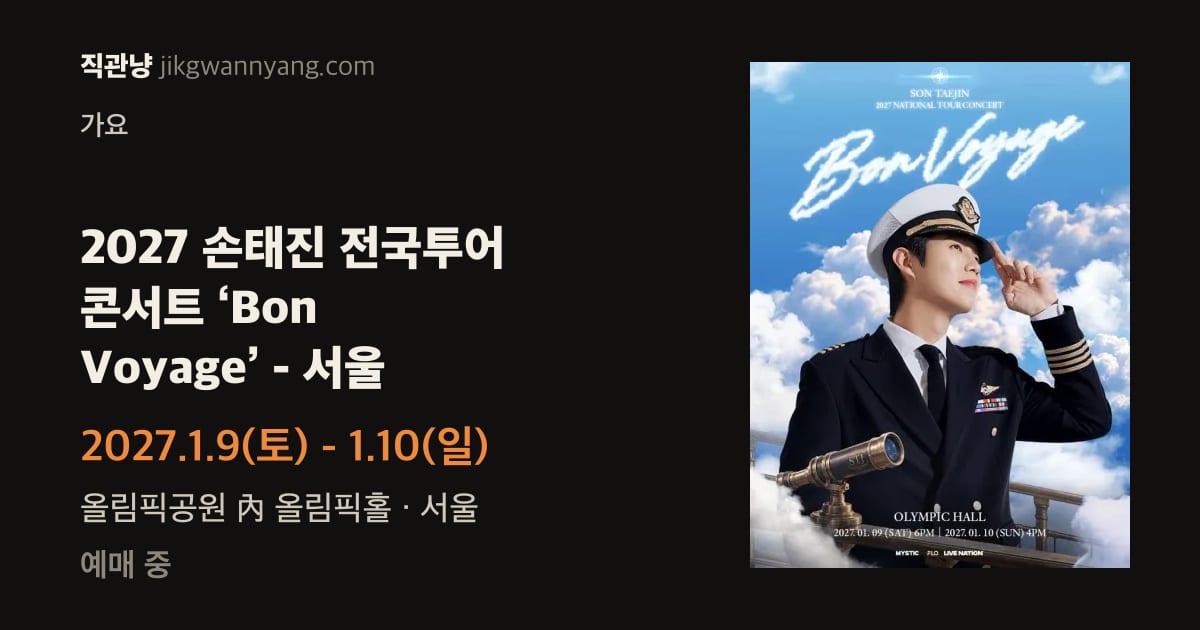 직관냥 jikgwannyang.com
가요
2027 손태진 전국투어
콘서트 ‘Bon
Voyage’ - 서울
2027.1.9(토) - 1.10(일)
올림픽공원 內 올림픽홀 · 서울
예매 중
SON TAEJIN
2027 NATIONAL TOUR CONCERT
Bon Voyage
STJ
OLYMPIC HALL
2027. 01. 09 (SAT) 6PM | 2027. 01. 10 (SUN) 4PM
MYSTIC FLO LIVE NATION